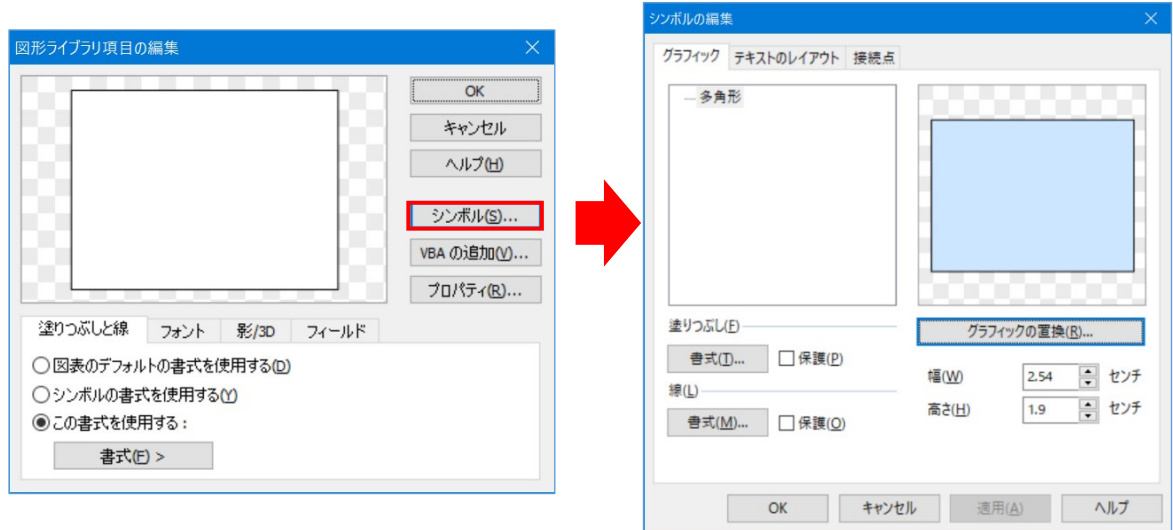 図形ライブラリ項目の編集
OK
キャンセル
ヘルプ(H)
シンボル(S)...
VBA の追加(V)...
プロパティ(R)...
塗りつぶしと線 フォント 影/3D フィールド
図表のデフォルトの書式を使用する(D)
シンボルの書式を使用する(Y)
この書式を使用する:
書式(F) >
シンボルの編集
グラフィック テキストのレイアウト 接続点
多角形
塗りつぶし(F)
書式(T)... 保護(P)
線(L)
書式(M)... 保護(O)
グラフィックの置換(R)...
幅(W) 2.54 センチ
高さ(H) 1.9 センチ
OK キャンセル 適用(A) ヘルプ